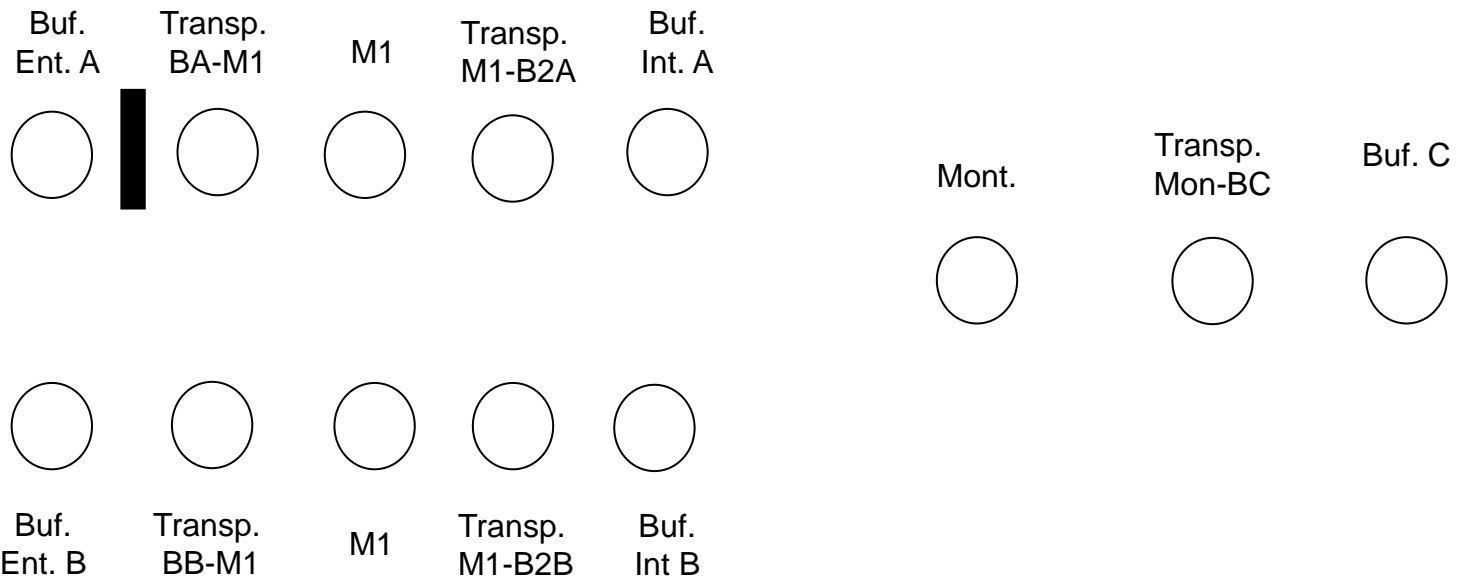 Buf.
Ent. A
Transp.
BA-M1
M1
Transp.
M1-B2A
Buf.
Int. A
Mont.
Transp.
Mon-BC
Buf. C
Buf.
Ent. B
Transp.
BB-M1
M1
Transp.
M1-B2B
Buf.
Int B